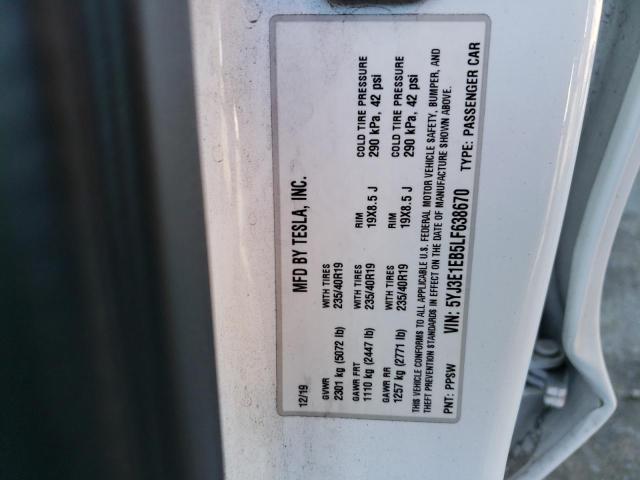 MFD BY TESLA, INC.
12/19
GVWR WITH TIRES RIM COLD TIRE PRESSURE
2301 kg (5072 lb) 235/40R19 19X8.5 J 290 kPa, 42 psi
GAWR FRT WITH TIRES
1110 kg (2447 lb) 235/40R19
GAWR RR WITH TIRES RIM COLD TIRE PRESSURE
1257 kg (2771 lb) 235/40R19 19X8.5 J 290 kPa, 42 psi
THIS VEHICLE CONFORMS TO ALL APPLICABLE U.S. FEDERAL MOTOR VEHICLE SAFETY, BUMPER, AND
THEFT PREVENTION STANDARDS IN EFFECT ON THE DATE OF MANUFACTURE SHOWN ABOVE.
VIN: 5YJ3E1EB5LF638670
PNT: PPSW TYPE: PASSENGER CAR